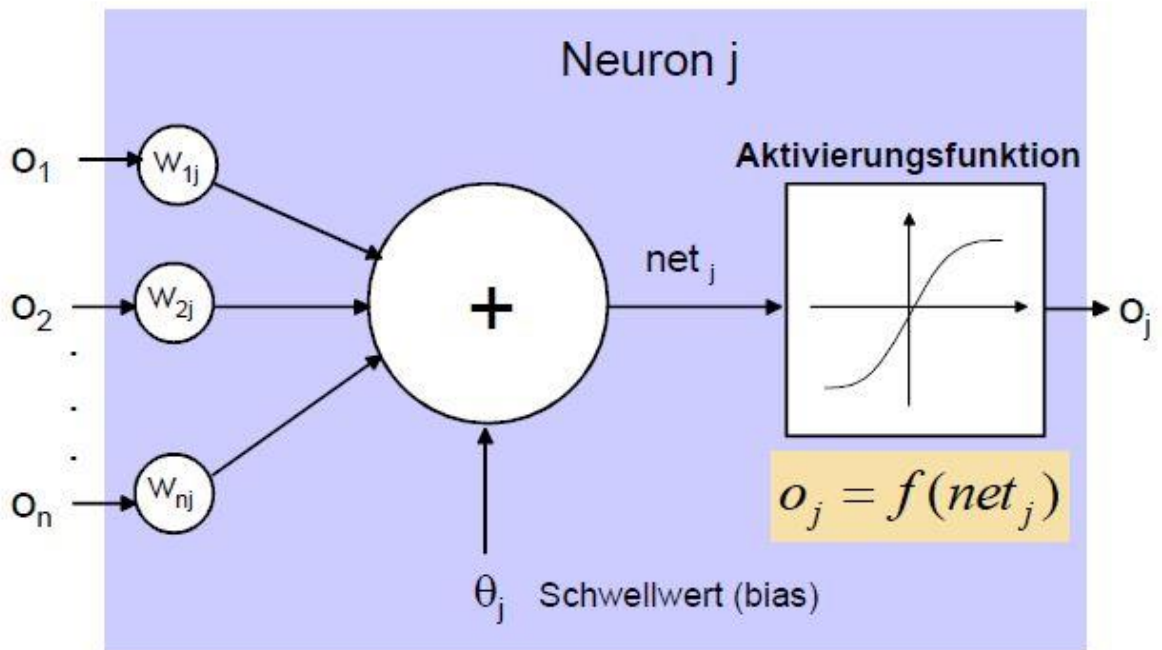 Neuron j
Aktivierungsfunktion
o₁
w₁ⱼ
o₂
w₂ⱼ
.
.
.
oₙ
wₙⱼ
+
net ⱼ
oⱼ
oⱼ = f(netⱼ)
θⱼ Schwellwert (bias)